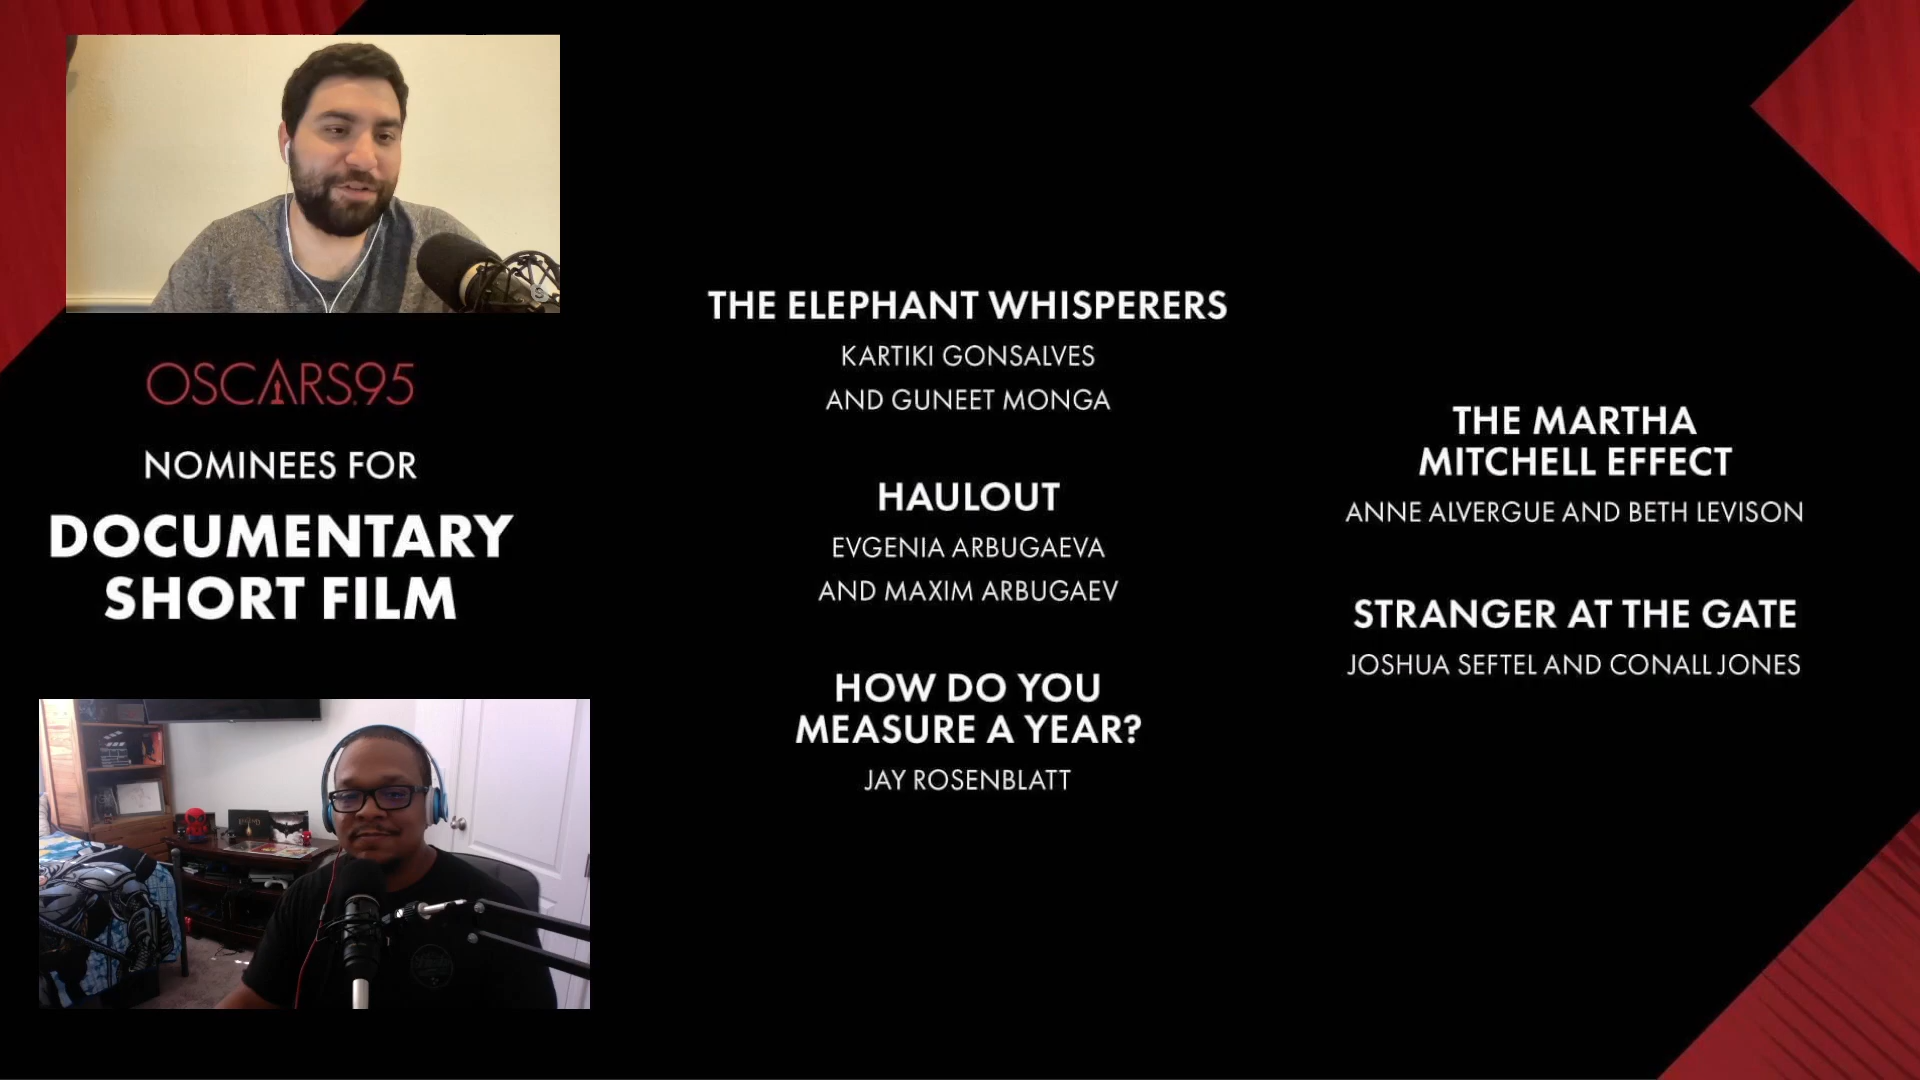 OSCARS.95
NOMINEES FOR
DOCUMENTARY
SHORT FILM
THE ELEPHANT WHISPERERS
KARTIKI GONSALVES
AND GUNEET MONGA
HAULOUT
EVGENIA ARBUGAEVA
AND MAXIM ARBUGAEV
HOW DO YOU
MEASURE A YEAR?
JAY ROSENBLATT
THE MARTHA
MITCHELL EFFECT
ANNE ALVERGUE AND BETH LEVISON
STRANGER AT THE GATE
JOSHUA SEFTEL AND CONALL JONES